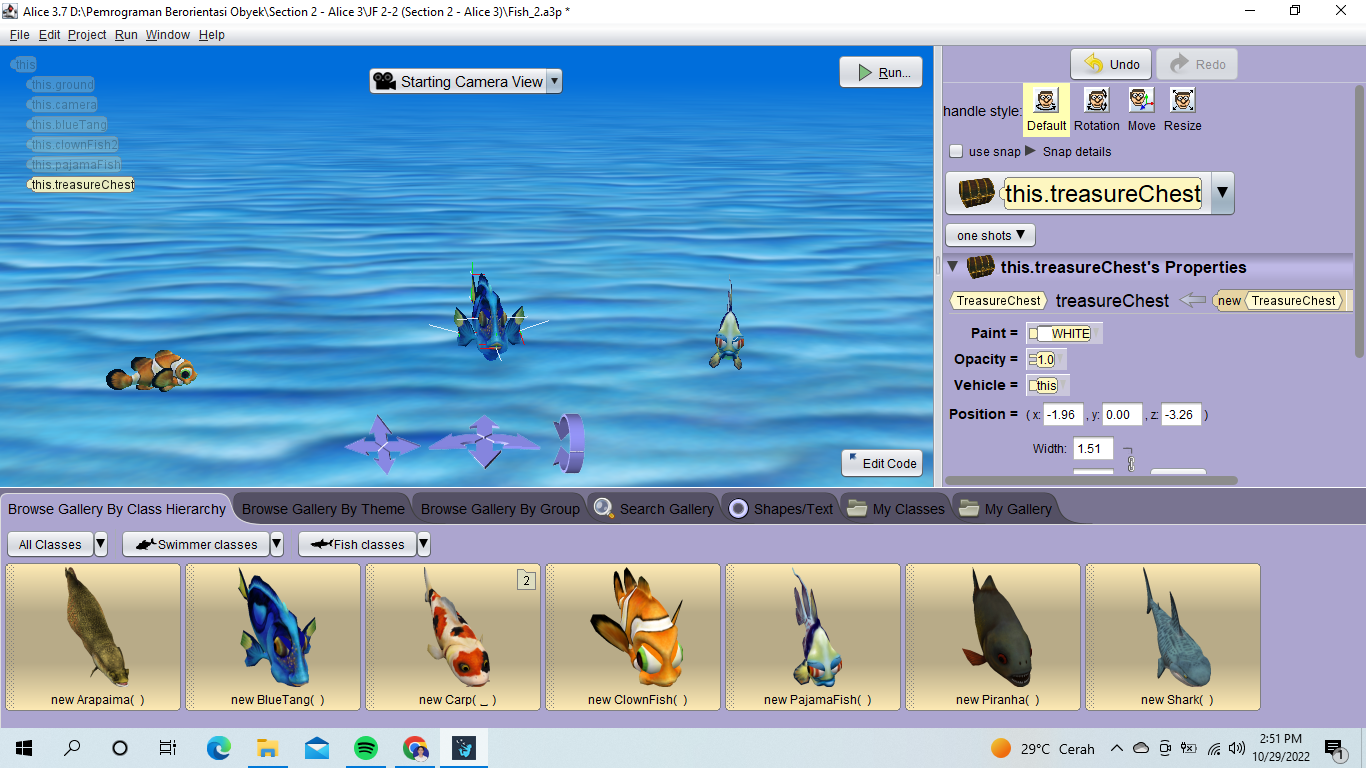 Alice 3.7 D:\Pemrograman Berorientasi Obyek\Section 2 - Alice 3\JF 2-2 (Section 2 - Alice 3)\Fish_2.a3p *
File Edit Project Run Window Help
this
this.ground
this.camera
this.blueTang
this.clownFish2
this.pajamaFish
this.treasureChest
Starting Camera View
Run...
Edit Code
Undo Redo
handle style: Default Rotation Move Resize
use snap Snap details
this.treasureChest
one shots
this.treasureChest's Properties
TreasureChest treasureChest new TreasureChest
Paint = WHITE
Opacity = 1.0
Vehicle = this
Position = ( x: -1.96 , y: 0.00 , z: -3.26 )
Width: 1.51
Browse Gallery By Class Hierarchy Browse Gallery By Theme Browse Gallery By Group Search Gallery Shapes/Text My Classes My Gallery
All Classes Swimmer classes Fish classes
2
new Arapaima( ) new BlueTang( ) new Carp( _ ) new ClownFish( ) new PajamaFish( ) new Piranha( ) new Shark( )
29°C Cerah
2:51 PM
10/29/2022
1